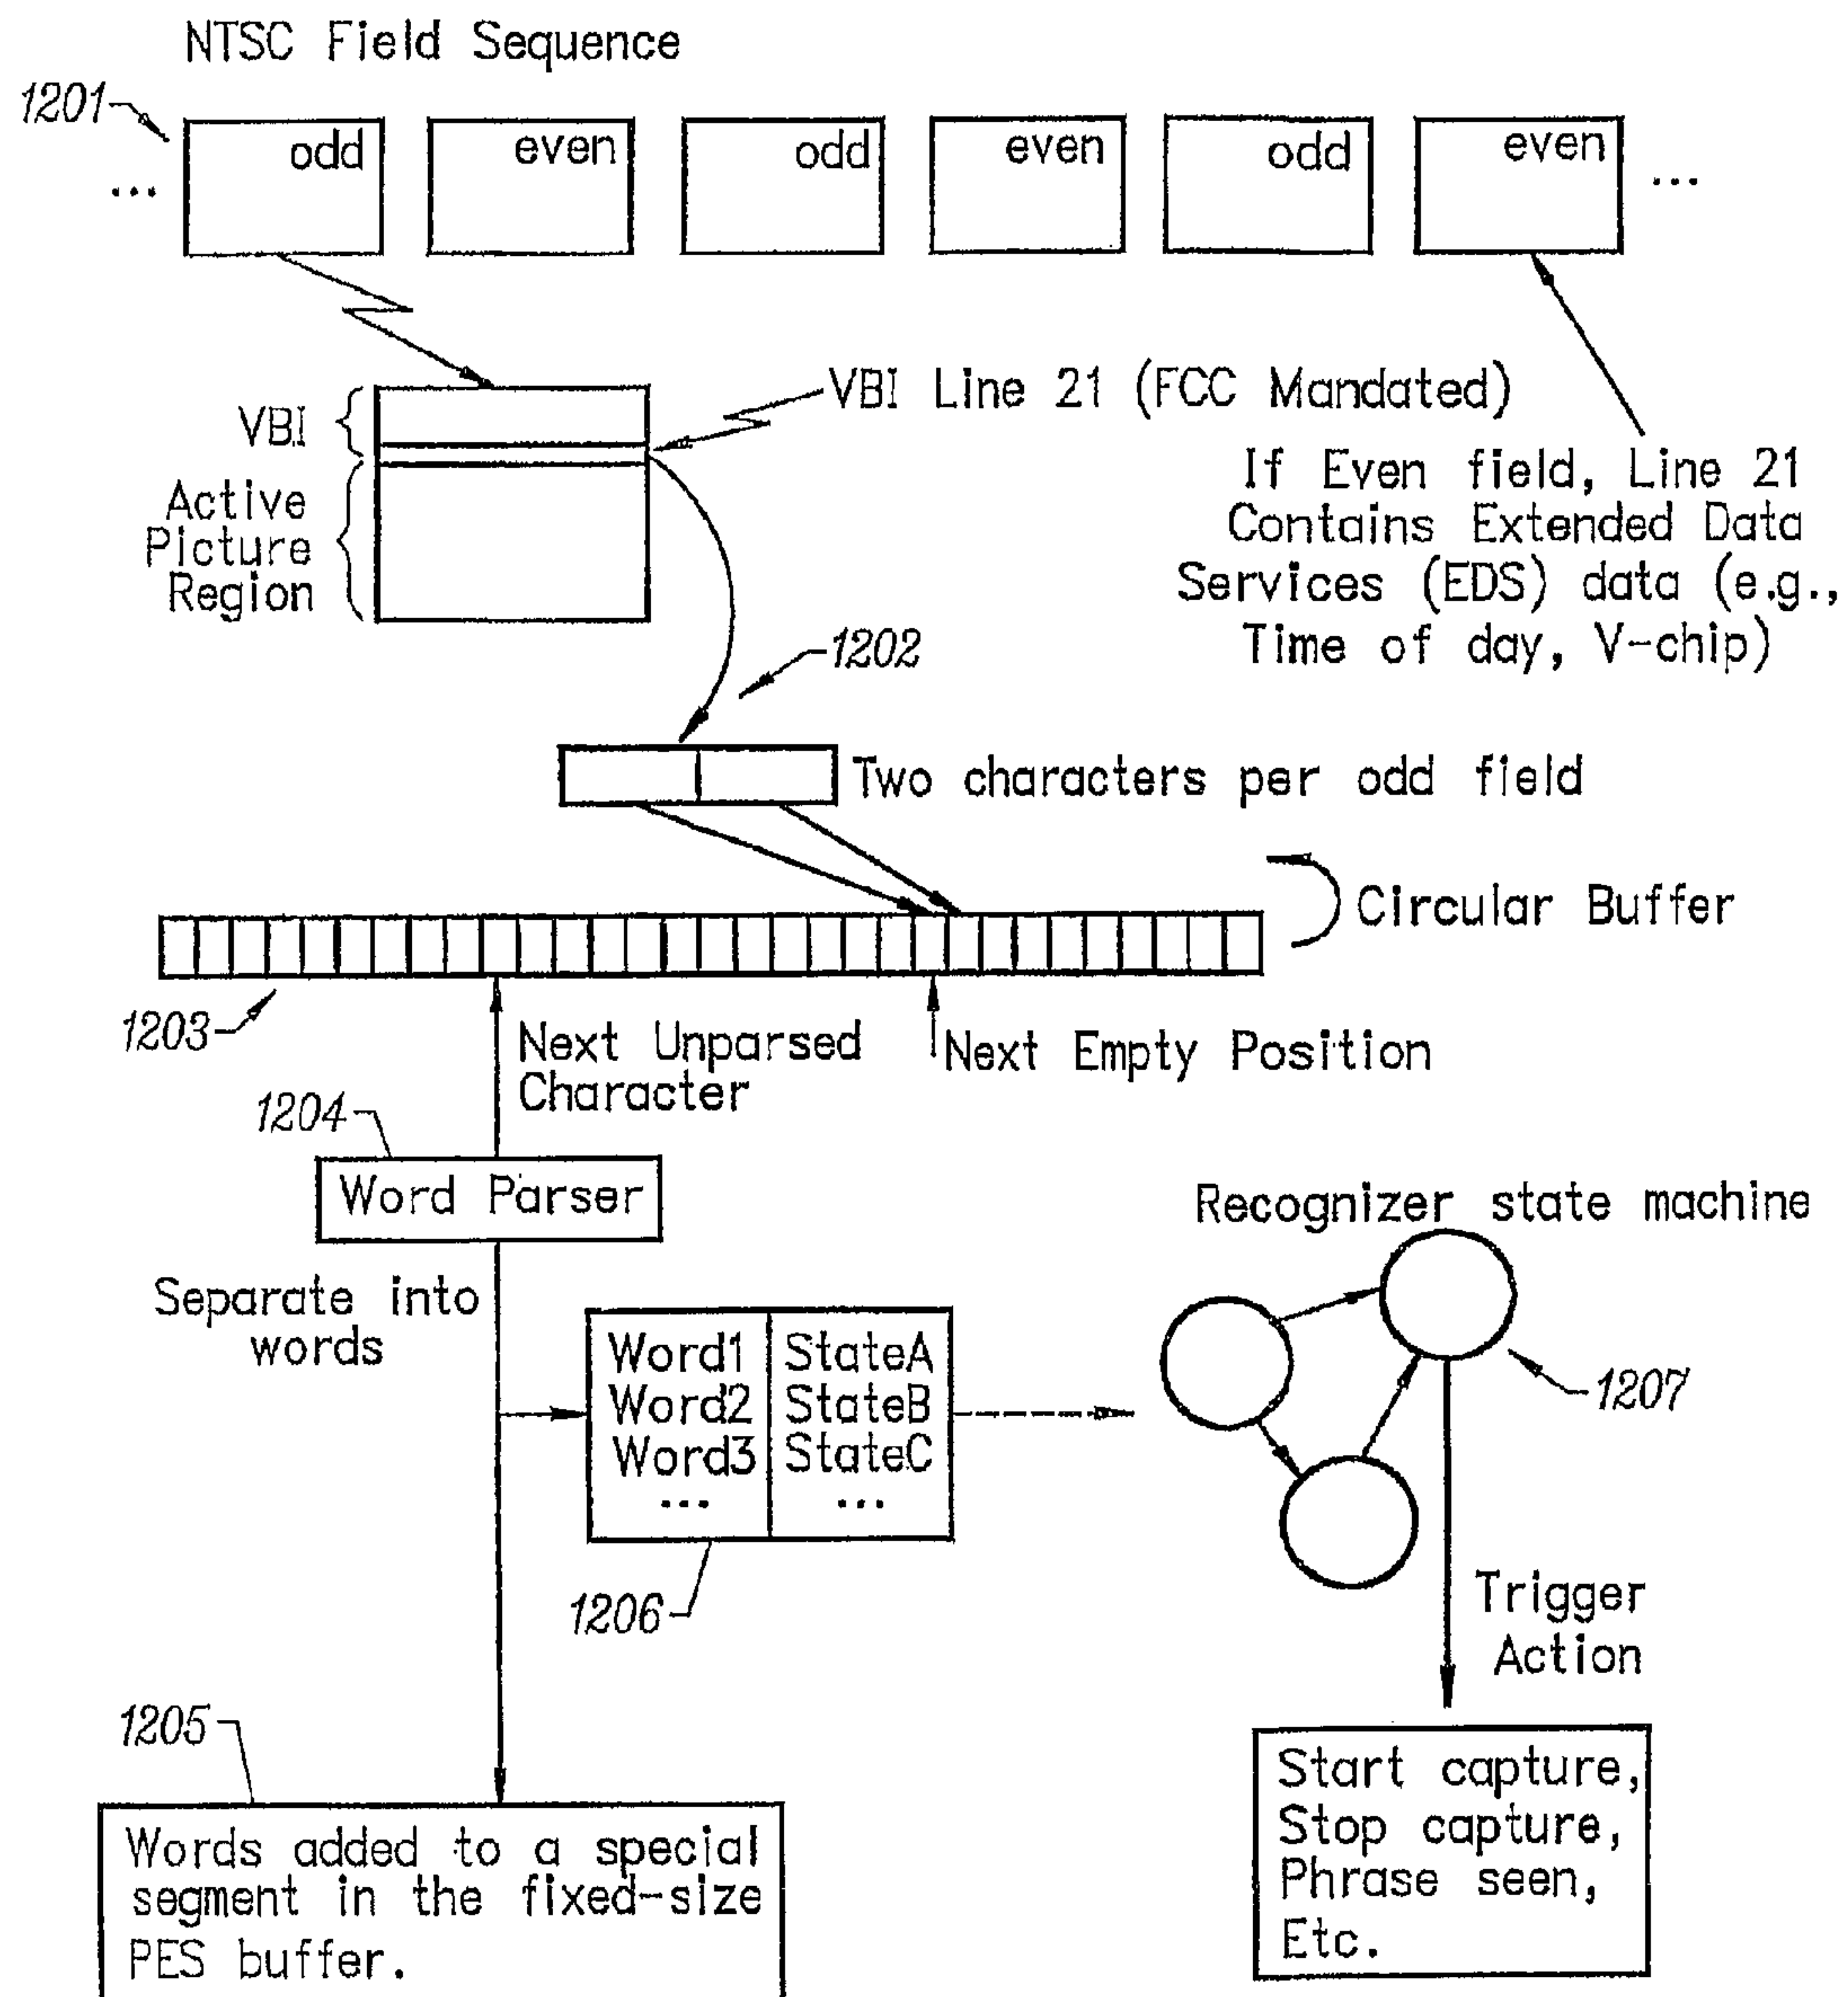 NTSC Field Sequence
1201
... odd even odd even odd even ...
VBI
VBI Line 21 (FCC Mandated)
Active
Picture
Region
If Even field, Line 21
Contains Extended Data
Services (EDS) data (e.g.,
Time of day, V-chip)
1202
Two characters per odd field
Circular Buffer
1203
Next Unparsed
Character
Next Empty Position
1204
Word Parser
Separate into
words
Word1 StateA
Word2 StateB
Word3 StateC
... ...
1206
Recognizer state machine
1207
Trigger
Action
1205
Words added to a special
segment in the fixed-size
PES buffer.
Start capture,
Stop capture,
Phrase seen,
Etc.